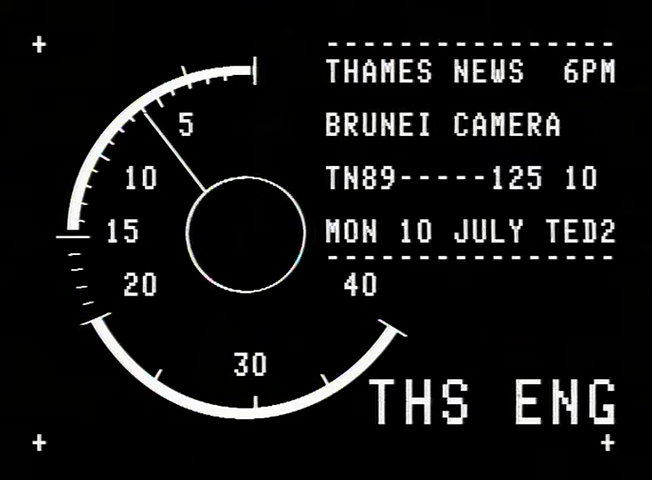 THAMES NEWS 6PM
BRUNEI CAMERA
TN89-----125 10
MON 10 JULY TED2
5
10
15
20
30
40
THS ENG